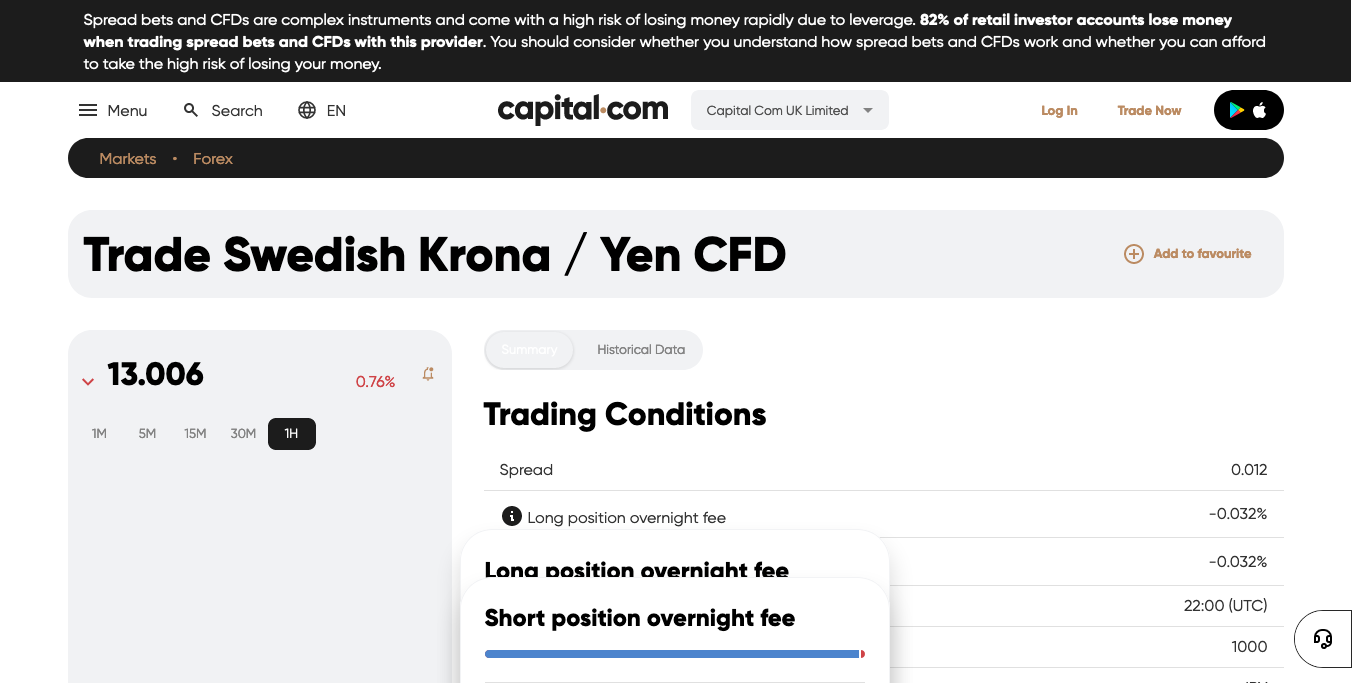 Spread bets and CFDs are complex instruments and come with a high risk of losing money rapidly due to leverage. 82% of retail investor accounts lose money
when trading spread bets and CFDs with this provider. You should consider whether you understand how spread bets and CFDs work and whether you can afford
to take the high risk of losing your money.
Menu Search EN capital.com Capital Com UK Limited Log In Trade Now
Markets • Forex
Trade Swedish Krona / Yen CFD Add to favourite
13.006 0.76%
1M 5M 15M 30M 1H
Summary Historical Data
Trading Conditions
Spread 0.012
Long position overnight fee -0.032%
Long position overnight fee
-0.032%
Short position overnight fee
22:00 (UTC)
1000